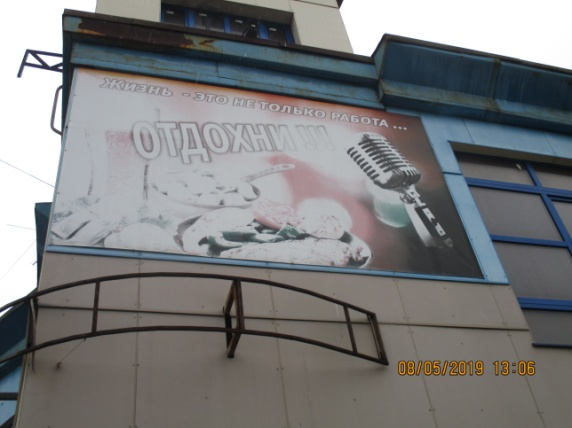 ЖИЗНЬ - ЭТО НЕ ТОЛЬКО РАБОТА ...
ОТДОХНИ !!!
08/05/2019 13:06